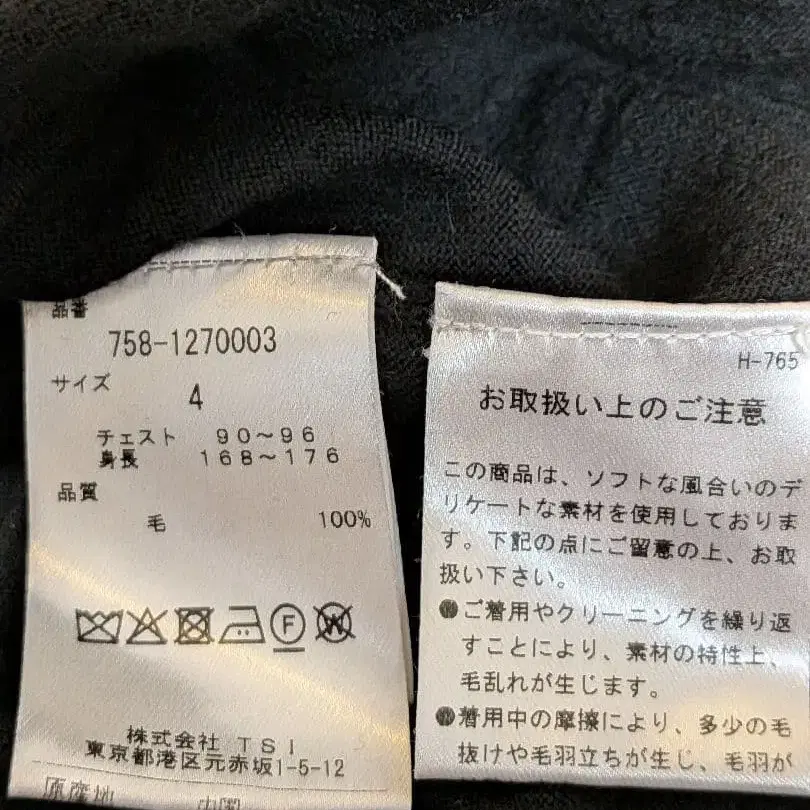 品番
758-1270003
サイズ
4
チェスト 90～96
身長 168～176
品質
毛 100%
F
W
株式会社 TSI
東京都港区元赤坂1-5-12
原産地 中国
H-765
お取扱い上のご注意
この商品は、ソフトな風合いのデ
リケートな素材を使用しておりま
す。下記の点にご留意の上、お取
扱い下さい。
●ご着用やクリーニングを繰り返
すことにより、素材の特性上、
毛乱れが生じます。
●着用中の摩擦により、多少の毛
抜けや毛羽立ちが生じ、毛羽が